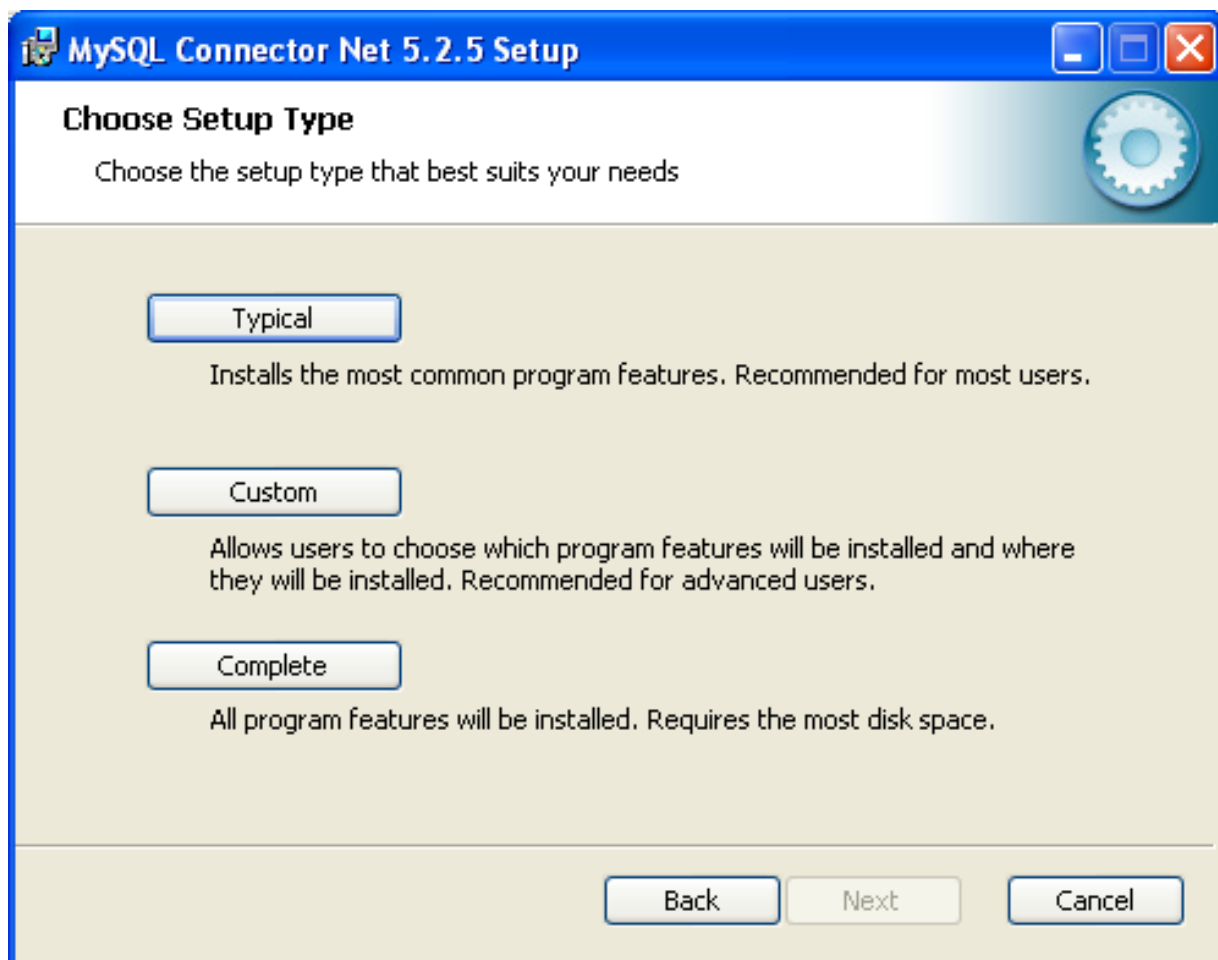 MySQL Connector Net 5.2.5 Setup
Choose Setup Type
Choose the setup type that best suits your needs
Typical
Installs the most common program features. Recommended for most users.
Custom
Allows users to choose which program features will be installed and where
they will be installed. Recommended for advanced users.
Complete
All program features will be installed. Requires the most disk space.
Back Next Cancel